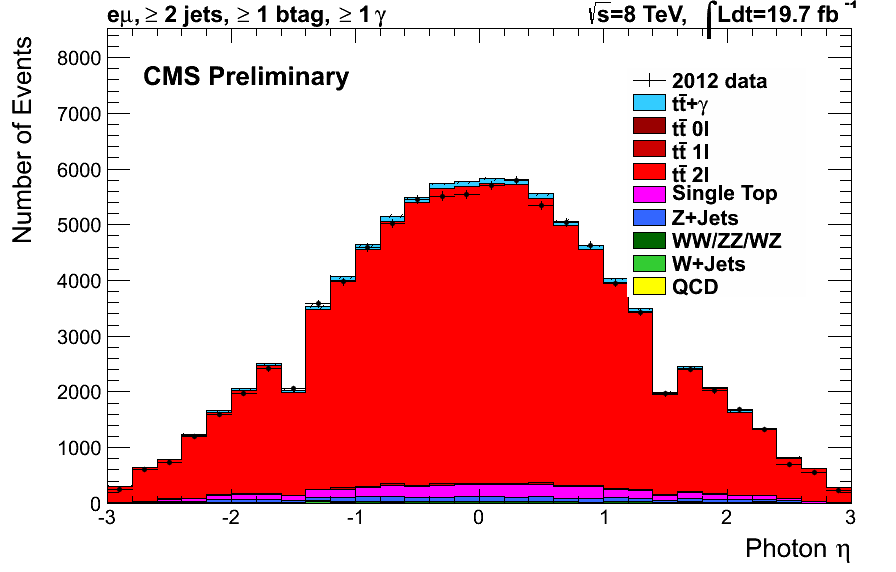 eμ, ≥ 2 jets, ≥ 1 btag, ≥ 1 γ √s=8 TeV, ∫Ldt=19.7 fb⁻¹
CMS Preliminary
2012 data
tt̄+γ
tt̄ 0l
tt̄ 1l
tt̄ 2l
Single Top
Z+Jets
WW/ZZ/WZ
W+Jets
QCD
Number of Events
8000
7000
6000
5000
4000
3000
2000
1000
0
-3 -2 -1 0 1 2 3
Photon η